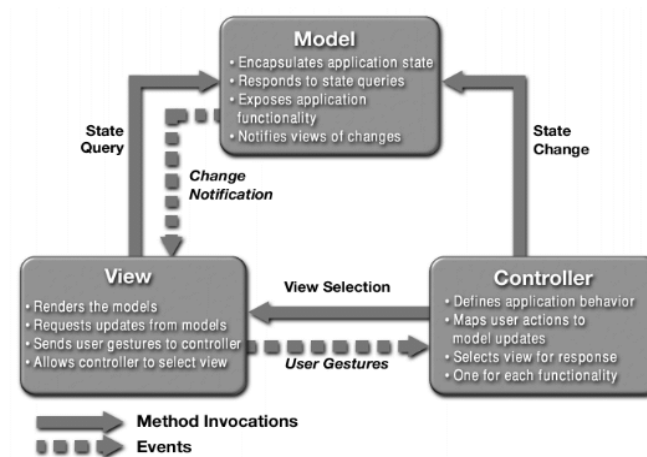 Model
• Encapsulates application state
• Responds to state queries
• Exposes application
functionality
• Notifies views of changes
State
Query
Change
Notification
State
Change
View
• Renders the models
• Requests updates from models
• Sends user gestures to controller
• Allows controller to select view
View Selection
User Gestures
Controller
• Defines application behavior
• Maps user actions to
model updates
• Selects view for response
• One for each functionality
Method Invocations
Events